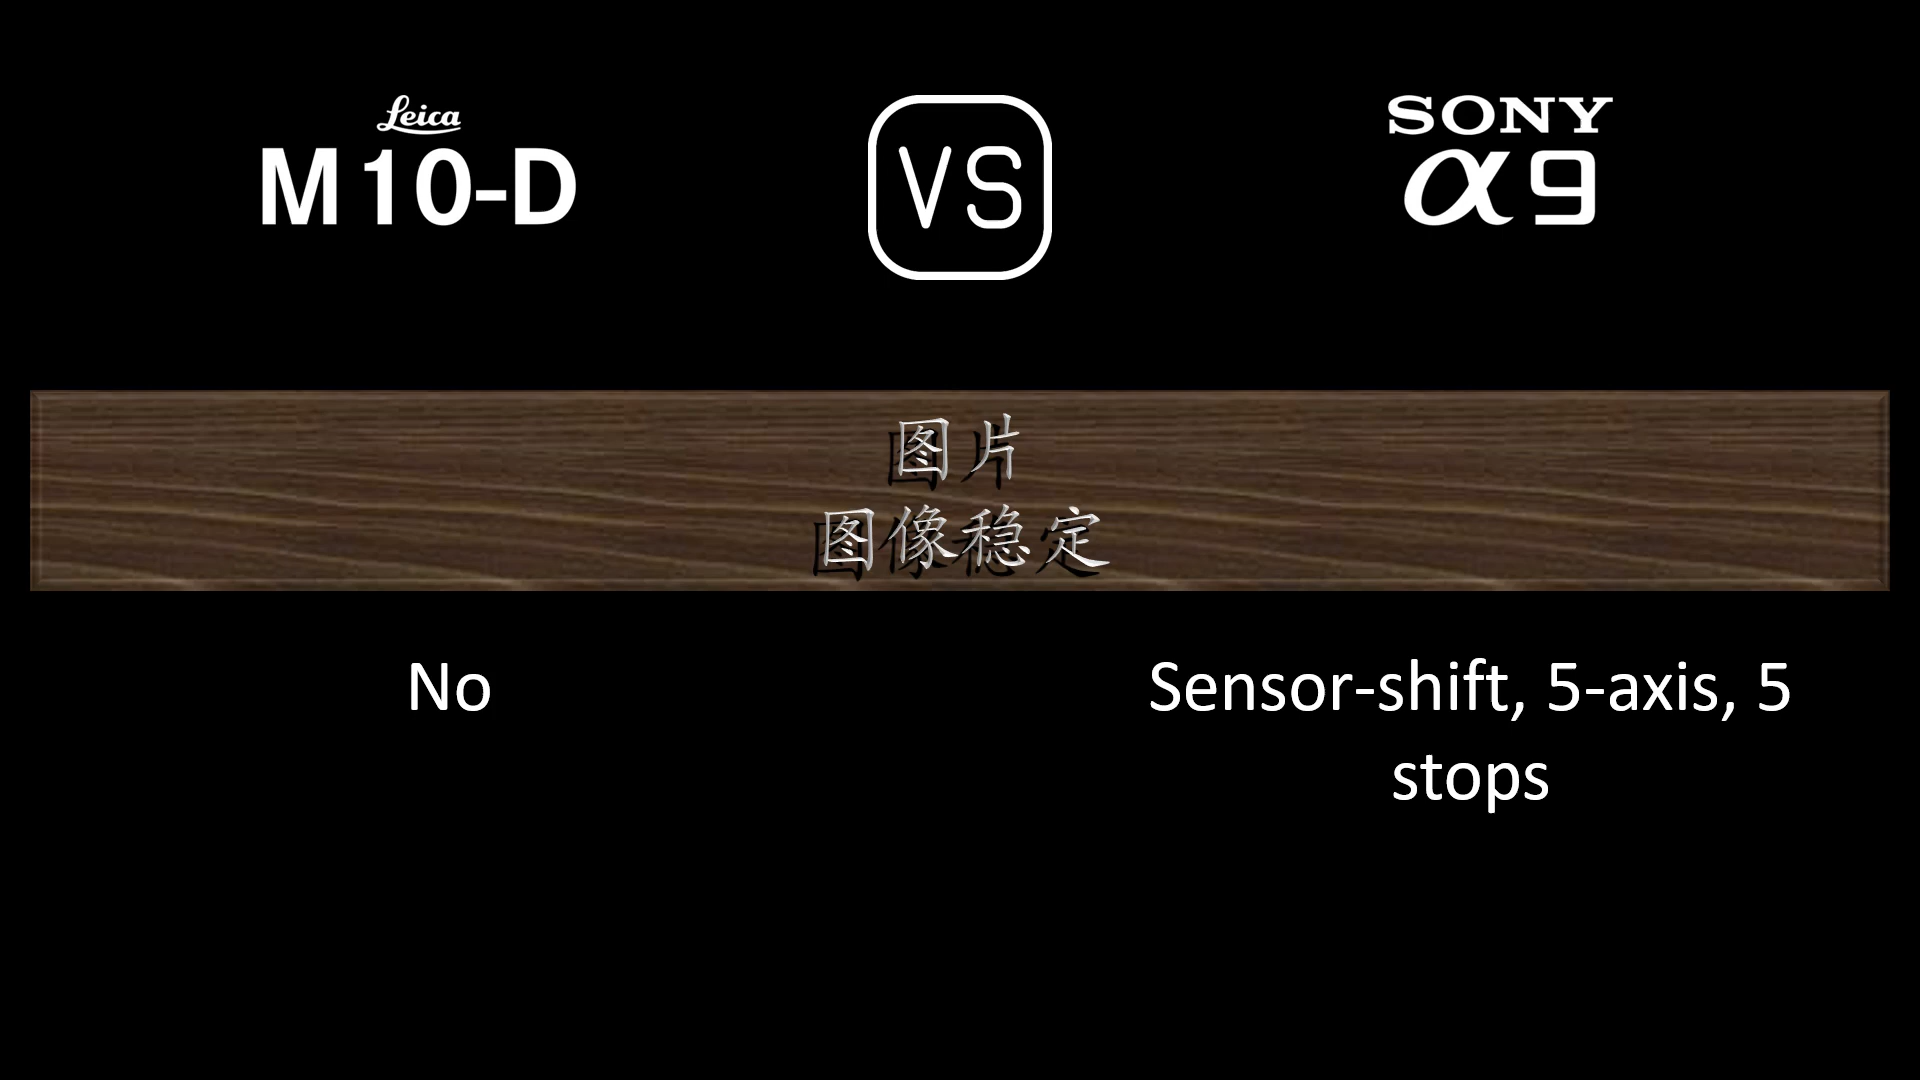 Leica
M10-D
VS
SONY
α9
图片
图像稳定
No
Sensor-shift, 5-axis, 5
stops